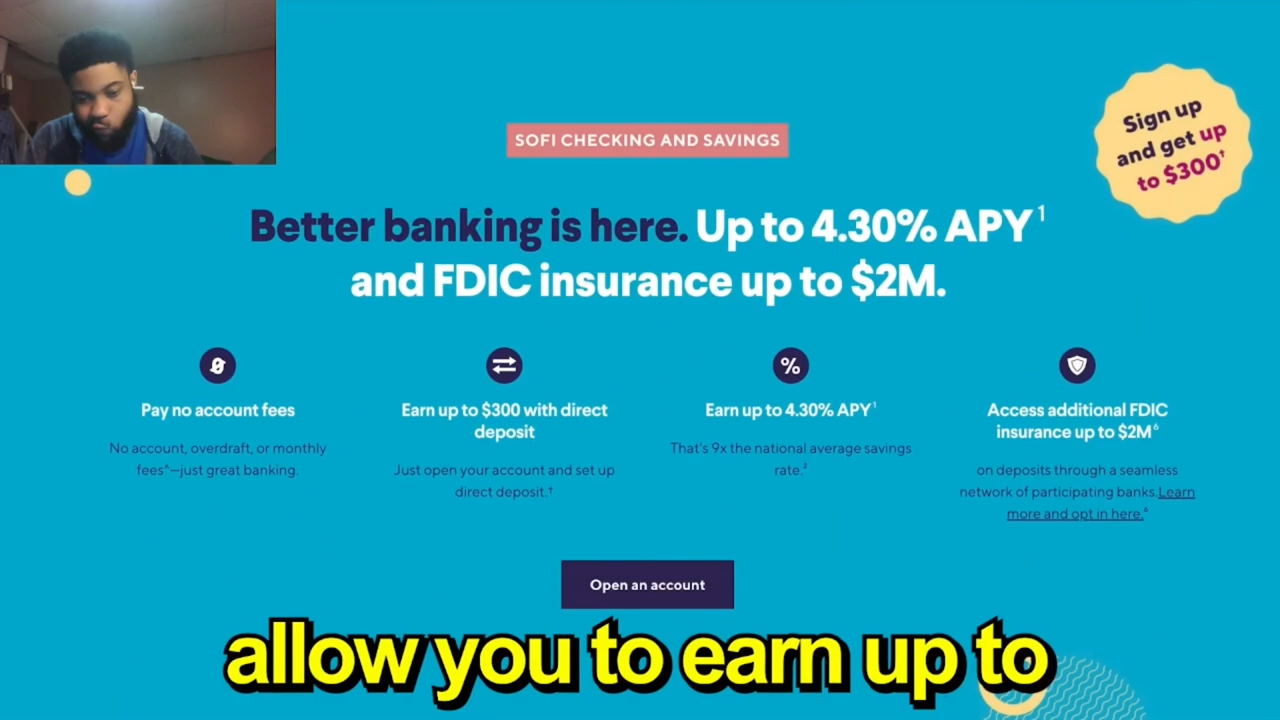 SOFI CHECKING AND SAVINGS
Sign up
and get up
to $300†
Better banking is here. Up to 4.30% APY¹
and FDIC insurance up to $2M.
%
Pay no account fees
No account, overdraft, or monthly
fees^—just great banking.
Earn up to $300 with direct
deposit
Just open your account and set up
direct deposit.†
Earn up to 4.30% APY¹
That's 9x the national average savings
rate.²
Access additional FDIC
insurance up to $2M⁶
on deposits through a seamless
network of participating banks.Learn
more and opt in here.⁶
Open an account
allow you to earn up to